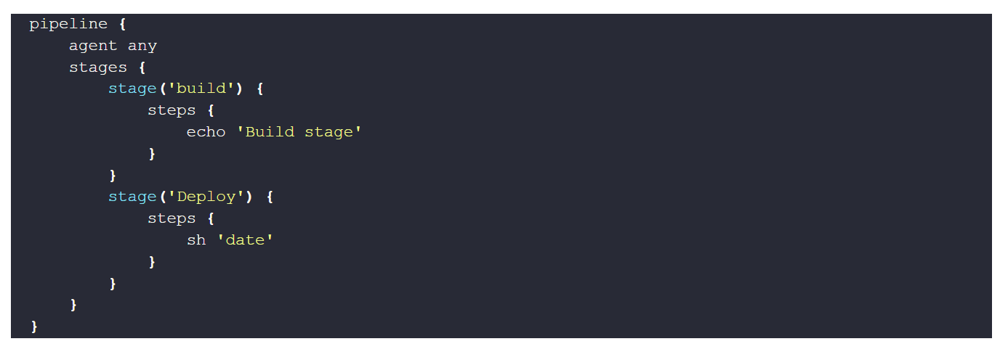 pipeline {
    agent any
    stages {
        stage('build') {
            steps {
                echo 'Build stage'
            }
        }
        stage('Deploy') {
            steps {
                sh 'date'
            }
        }
    }
}